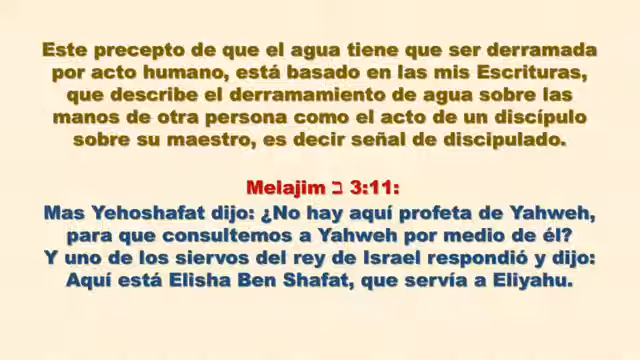 Este precepto de que el agua tiene que ser derramada
por acto humano, está basado en las mis Escrituras,
que describe el derramamiento de agua sobre las
manos de otra persona como el acto de un discípulo
sobre su maestro, es decir señal de discipulado.
Melajim ב 3:11:
Mas Yehoshafat dijo: ¿No hay aquí profeta de Yahweh,
para que consultemos a Yahweh por medio de él?
Y uno de los siervos del rey de Israel respondió y dijo:
Aquí está Elisha Ben Shafat, que servía a Eliyahu.